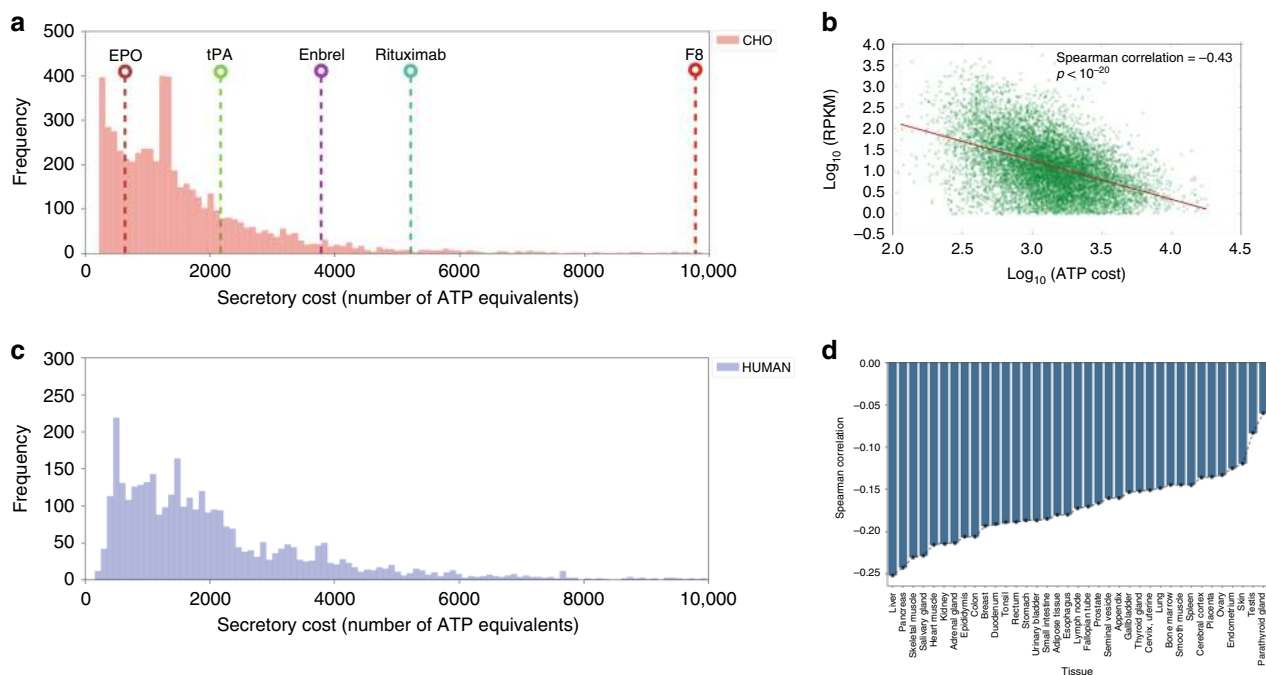 a
500
400
300
200
100
0
Frequency
EPO
tPA
Enbrel
Rituximab
F8
CHO
0
2000
4000
6000
8000
10,000
Secretory cost (number of ATP equivalents)
b
4.0
3.5
3.0
2.5
2.0
1.5
1.0
0.5
0.0
−0.5
Log10 (RPKM)
Spearman correlation = −0.43
p < 10−20
2.0
2.5
3.0
3.5
4.0
4.5
Log10 (ATP cost)
c
300
250
200
150
100
50
0
Frequency
HUMAN
0
2000
4000
6000
8000
10,000
Secretory cost (number of ATP equivalents)
d
0.00
−0.05
−0.10
−0.15
−0.20
−0.25
Spearman correlation
Liver
Pancreas
Skeletal muscle
Salivary gland
Heart muscle
Kidney
Adrenal gland
Epididymis
Colon
Breast
Duodenum
Tonsil
Rectum
Stomach
Urinary bladder
Small intestine
Adipose tissue
Esophagus
Lymph node
Fallopian tube
Prostate
Seminal veside
Appendix
Gallbladder
Thyroid gland
Cervix, uterine
Lung
Bone marrow
Smooth muscle
Spleen
Cerebral cortex
Placenta
Ovary
Endometrium
Skin
Testis
Parathyroid gland
Tissue